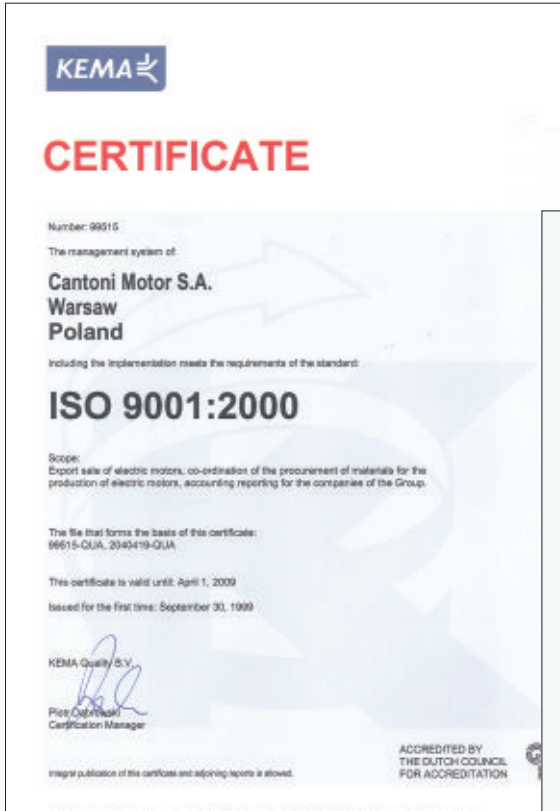 KEMA
CERTIFICATE
Number: 99515
The management system of:
Cantoni Motor S.A.
Warsaw
Poland
including the implementation meets the requirements of the standard:
ISO 9001:2000
Scope:
Export sale of electric motors, co-ordination of the procurement of materials for the
production of electric motors, accounting reporting for the companies of the Group.
The file that forms the basis of this certificate:
99515-QUA, 2040419-QUA
This certificate is valid until: April 1, 2009
Issued for the first time: September 30, 1999
KEMA Quality B.V.
Piotr Dąbrowski
Certification Manager
ACCREDITED BY
THE DUTCH COUNCIL
FOR ACCREDITATION
Integral publication of this certificate and adjoining reports is allowed.